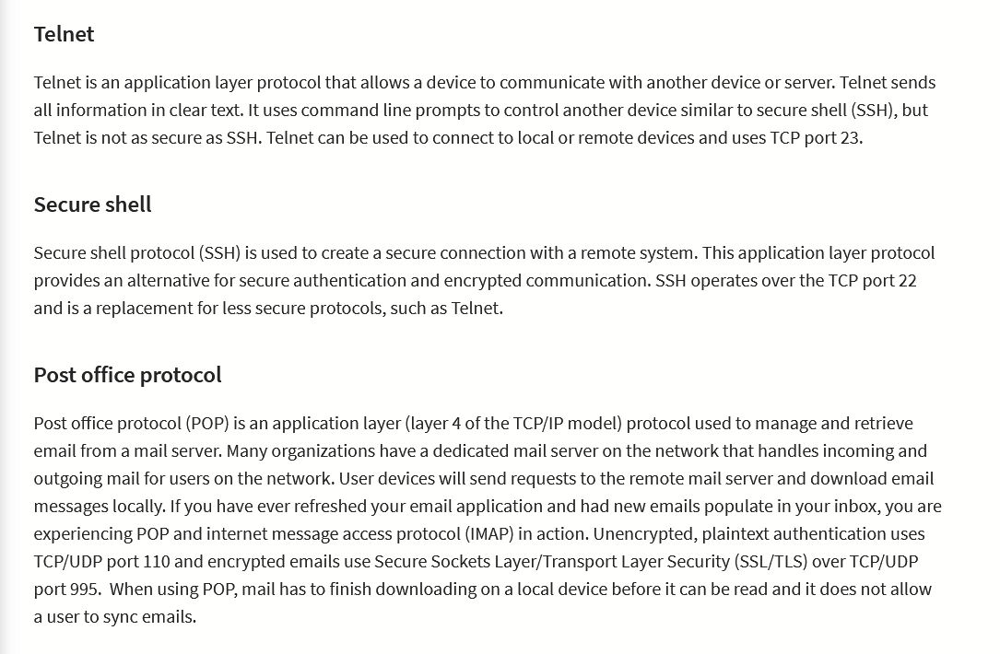 Telnet
Telnet is an application layer protocol that allows a device to communicate with another device or server. Telnet sends
all information in clear text. It uses command line prompts to control another device similar to secure shell (SSH), but
Telnet is not as secure as SSH. Telnet can be used to connect to local or remote devices and uses TCP port 23.
Secure shell
Secure shell protocol (SSH) is used to create a secure connection with a remote system. This application layer protocol
provides an alternative for secure authentication and encrypted communication. SSH operates over the TCP port 22
and is a replacement for less secure protocols, such as Telnet.
Post office protocol
Post office protocol (POP) is an application layer (layer 4 of the TCP/IP model) protocol used to manage and retrieve
email from a mail server. Many organizations have a dedicated mail server on the network that handles incoming and
outgoing mail for users on the network. User devices will send requests to the remote mail server and download email
messages locally. If you have ever refreshed your email application and had new emails populate in your inbox, you are
experiencing POP and internet message access protocol (IMAP) in action. Unencrypted, plaintext authentication uses
TCP/UDP port 110 and encrypted emails use Secure Sockets Layer/Transport Layer Security (SSL/TLS) over TCP/UDP
port 995.  When using POP, mail has to finish downloading on a local device before it can be read and it does not allow
a user to sync emails.